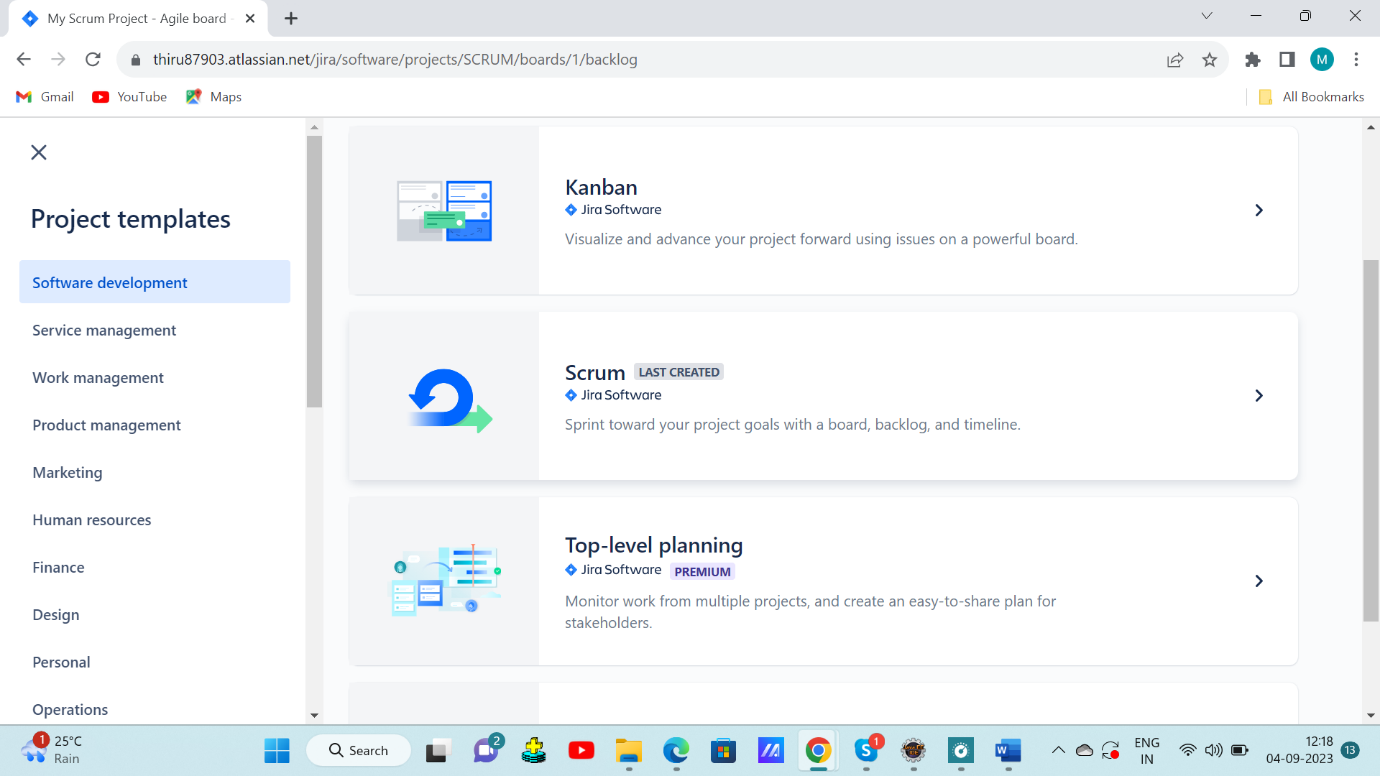 My Scrum Project - Agile board -
thiru87903.atlassian.net/jira/software/projects/SCRUM/boards/1/backlog
M
Gmail
YouTube
Maps
All Bookmarks
Project templates
Software development
Service management
Work management
Product management
Marketing
Human resources
Finance
Design
Personal
Operations
Kanban
Jira Software
Visualize and advance your project forward using issues on a powerful board.
Scrum LAST CREATED
Jira Software
Sprint toward your project goals with a board, backlog, and timeline.
Top-level planning
Jira Software PREMIUM
Monitor work from multiple projects, and create an easy-to-share plan for
stakeholders.
1
25°C
Rain
Search
2
S
1
W
ENG
IN
12:18
04-09-2023
13